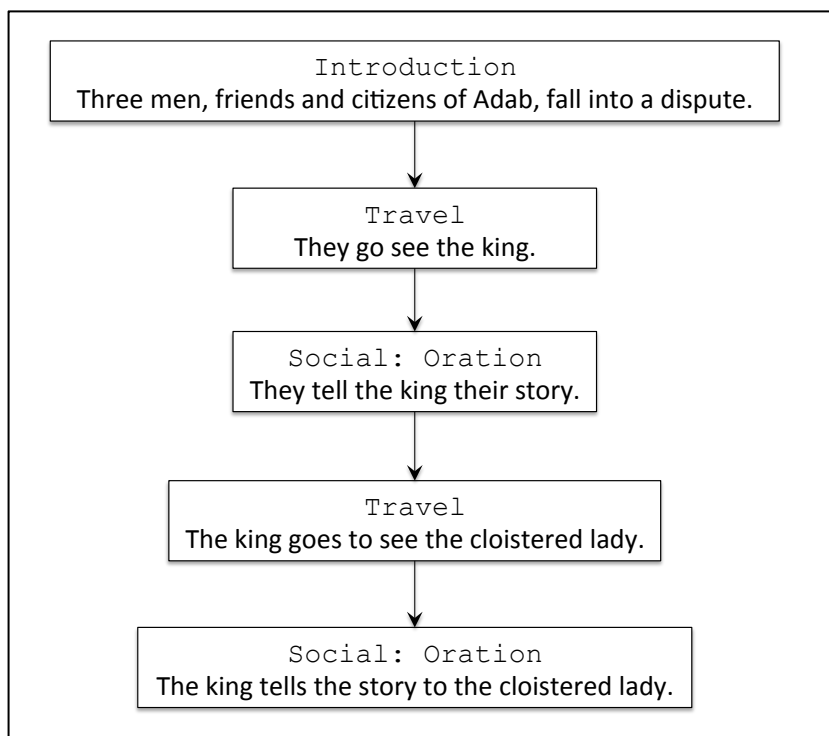 Introduction
Three men, friends and citizens of Adab, fall into a dispute.
Travel
They go see the king.
Social: Oration
They tell the king their story.
Travel
The king goes to see the cloistered lady.
Social: Oration
The king tells the story to the cloistered lady.